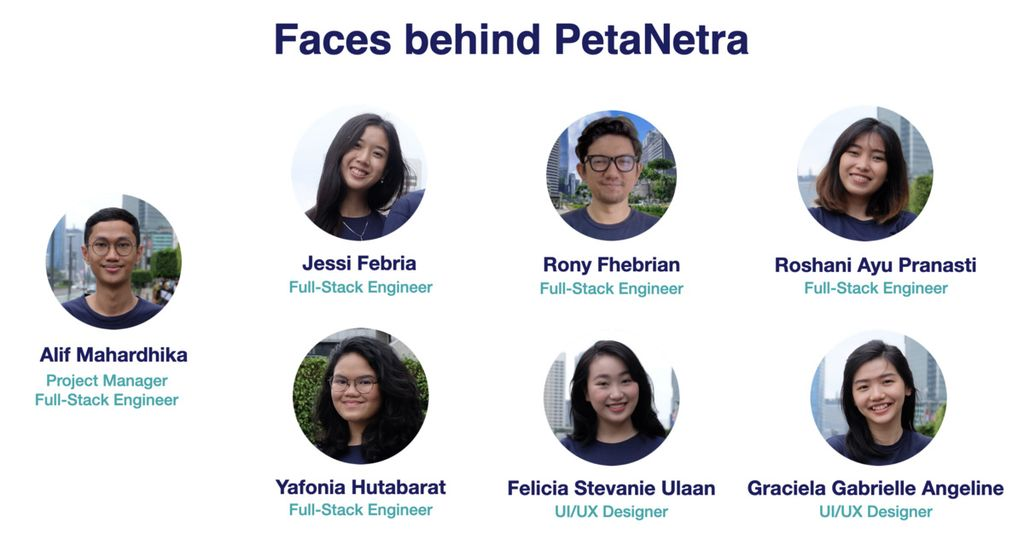 Faces behind PetaNetra
Alif Mahardhika
Project Manager
Full-Stack Engineer
Jessi Febria
Full-Stack Engineer
Rony Fhebrian
Full-Stack Engineer
Roshani Ayu Pranasti
Full-Stack Engineer
Yafonia Hutabarat
Full-Stack Engineer
Felicia Stevanie Ulaan
UI/UX Designer
Graciela Gabrielle Angeline
UI/UX Designer